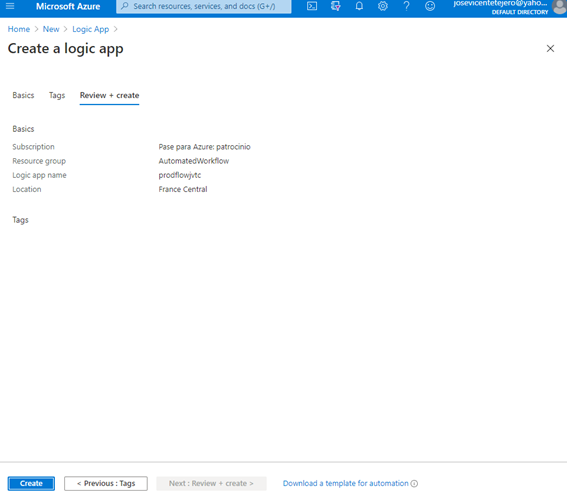 Microsoft Azure
Search resources, services, and docs (G+/)
josevicentetejero@yaho...
DEFAULT DIRECTORY
Home > New > Logic App >
Create a logic app
Basics Tags Review + create
Basics
Subscription Pase para Azure: patrocinio
Resource group AutomatedWorkflow
Logic app name prodflowjvtc
Location France Central
Tags
Create < Previous : Tags Next : Review + create > Download a template for automation